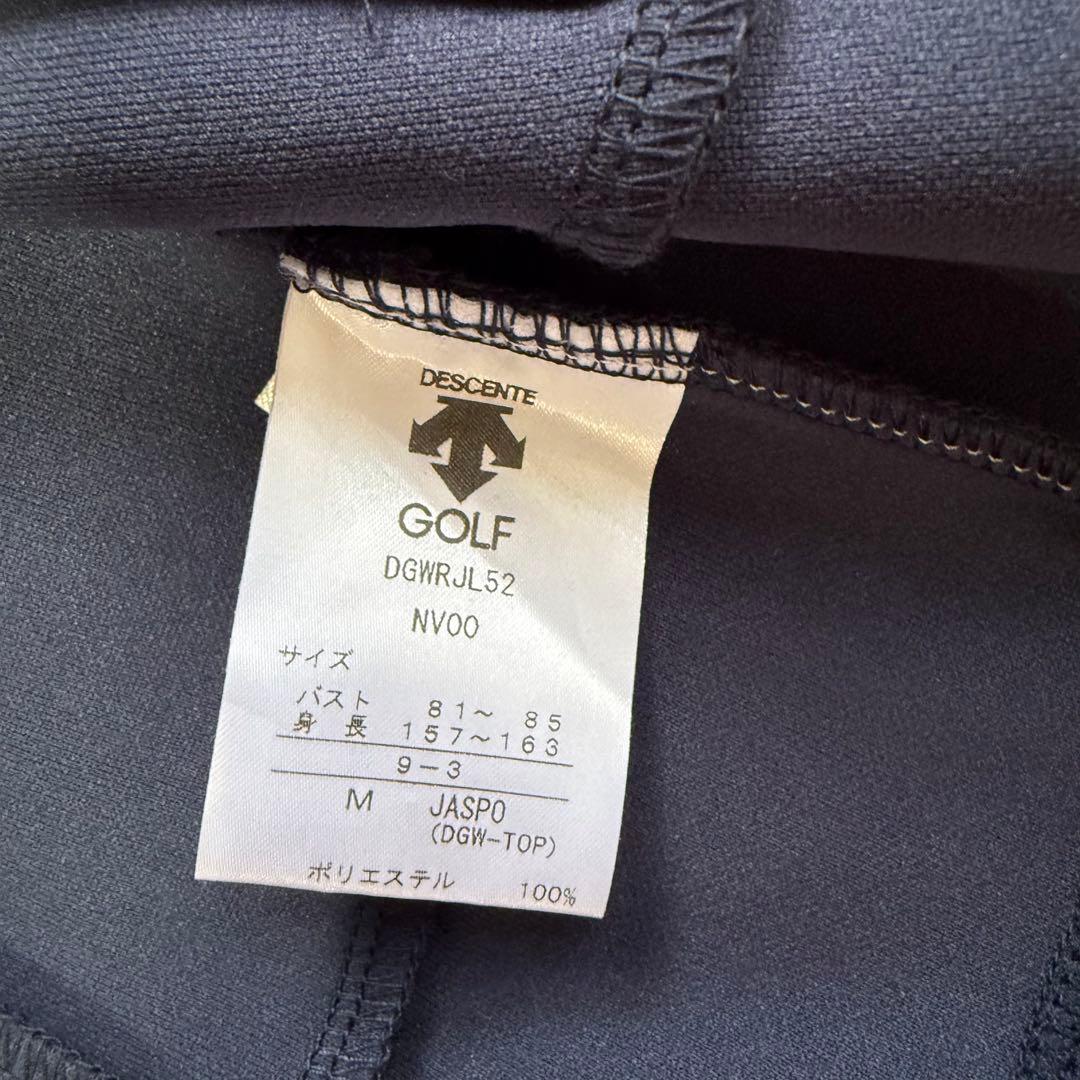 DESCENTE
GOLF
DGWRJL52
NV00
サイズ
バスト 81～ 85
身 長 157～163
9-3
M JASPO
(DGW-TOP)
ポリエステル 100%